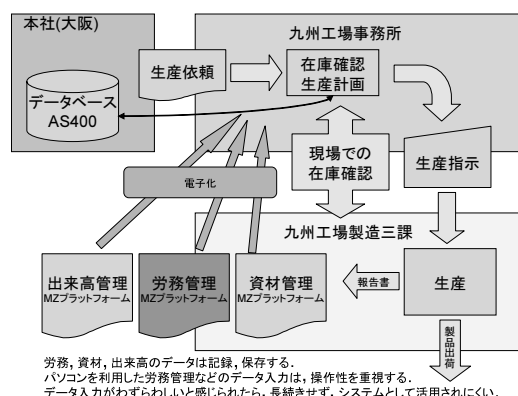 本社(大阪)
九州工場事務所
データベース
AS400
生産依頼
在庫確認
生産計画
電子化
現場での
在庫確認
生産指示
九州工場製造三課
出来高管理
MZプラットフォーム
労務管理
MZプラットフォーム
資材管理
MZプラットフォーム
報告書
生産
製品出荷
労務,資材,出来高のデータは記録,保存する.
パソコンを利用した労務管理などのデータ入力は,操作性を重視する.
データ入力がわずらわしいと感じられたら,長続きせず,システムとして活用されにくい.